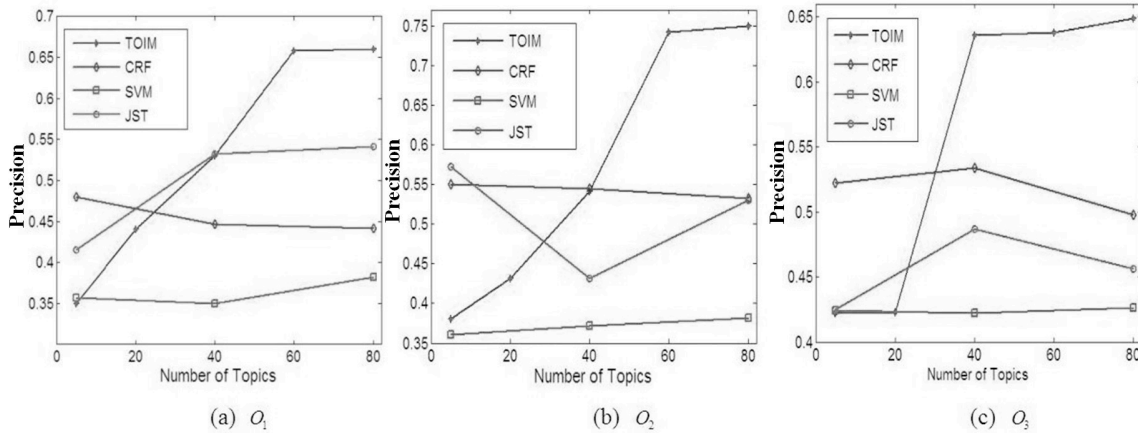 0.7
0.65
0.6
0.55
0.5
0.45
0.4
0.35
Precision
TOIM
CRF
SVM
JST
0 20 40 60 80
Number of Topics
(a) O1
0.75
0.7
0.65
0.6
0.55
0.5
0.45
0.4
0.35
Precision
TOIM
CRF
SVM
JST
0 20 40 60 80
Number of Topics
(b) O2
0.65
0.6
0.55
0.5
0.45
0.4
Precision
TOIM
CRF
SVM
JST
0 20 40 60 80
Number of Topics
(c) O3